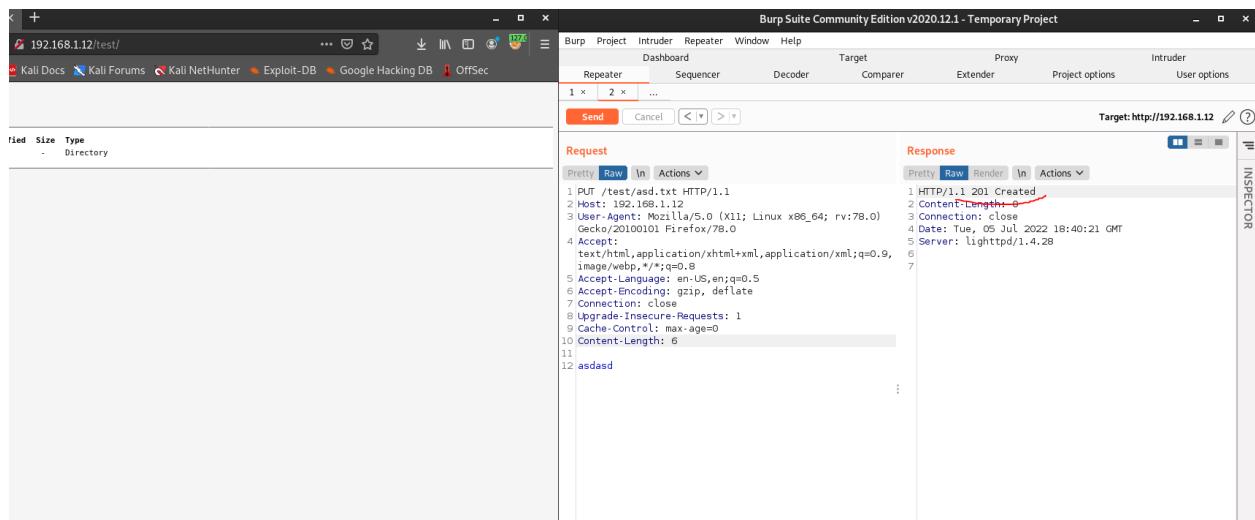 192.168.1.12/test/
Kali Docs Kali Forums Kali NetHunter Exploit-DB Google Hacking DB OffSec
fied Size Type
- Directory
Burp Suite Community Edition v2020.12.1 - Temporary Project
Burp Project Intruder Repeater Window Help
Dashboard Target Proxy Intruder
Repeater Sequencer Decoder Comparer Extender Project options User options
1 × 2 × ...
Send Cancel < > Target: http://192.168.1.12
Request
Pretty Raw \n Actions
1 PUT /test/asd.txt HTTP/1.1
2 Host: 192.168.1.12
3 User-Agent: Mozilla/5.0 (X11; Linux x86_64; rv:78.0)
Gecko/20100101 Firefox/78.0
4 Accept:
text/html,application/xhtml+xml,application/xml;q=0.9,
image/webp,*/*;q=0.8
5 Accept-Language: en-US,en;q=0.5
6 Accept-Encoding: gzip, deflate
7 Connection: close
8 Upgrade-Insecure-Requests: 1
9 Cache-Control: max-age=0
10 Content-Length: 6
11
12 asdasd
Response
Pretty Raw Render \n Actions
1 HTTP/1.1 201 Created
2 Content-Length: 0
3 Connection: close
4 Date: Tue, 05 Jul 2022 18:40:21 GMT
5 Server: lighttpd/1.4.28
6
7
INSPECTOR